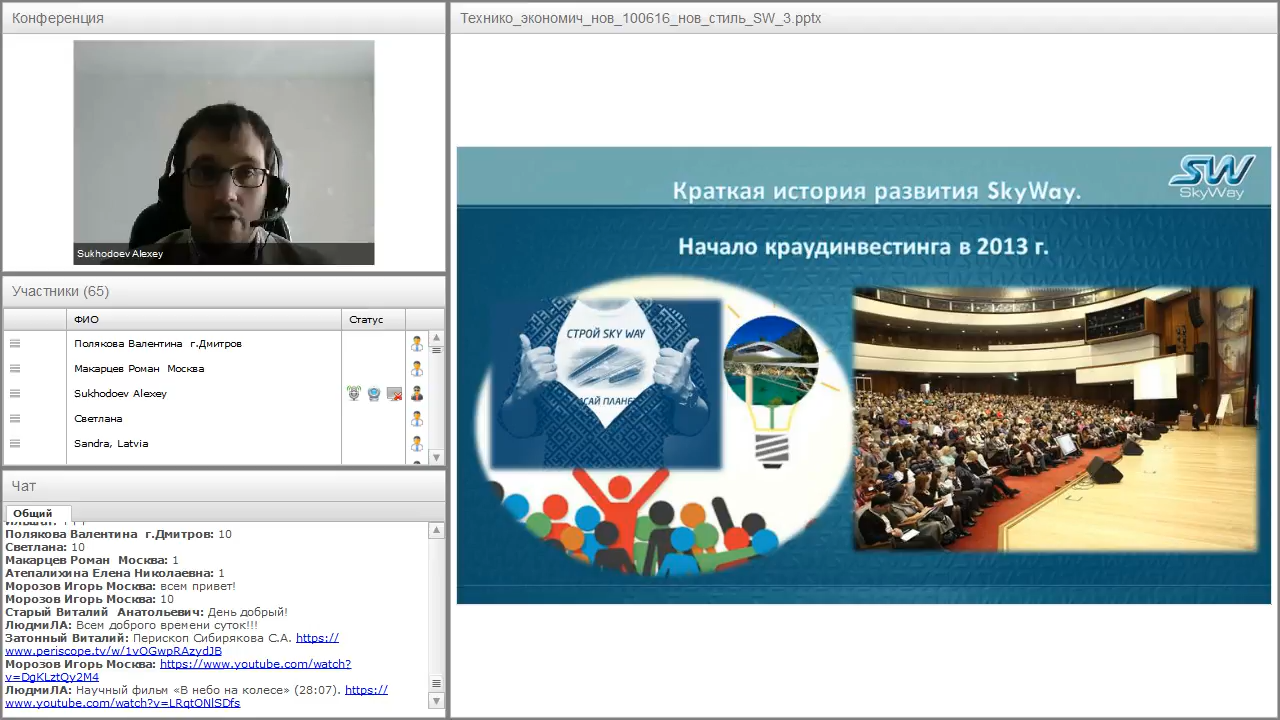 Конференция
Sukhodoev Alexey
Участники (65)
ФИО
Статус
Полякова Валентина г.Дмитров
Макарцев Роман Москва
Sukhodoev Alexey
Светлана
Sandra, Latvia
Чат
Общий
Полякова Валентина г.Дмитров: 10
Светлана: 10
Макарцев Роман Москва: 1
Атепалихина Елена Николаевна: 1
Морозов Игорь Москва: всем привет!
Морозов Игорь Москва: 10
Старый Виталий Анатольевич: День добрый!
ЛюдмиЛА: Всем доброго времени суток!!!
Затонный Виталий: Перископ Сибирякова С.А. https://
www.periscope.tv/w/1vOGwpRAzydJB
Морозов Игорь Москва: https://www.youtube.com/watch?
v=DgKLztQy2M4
ЛюдмиЛА: Научный фильм «В небо на колесе» (28:07). https://
www.youtube.com/watch?v=LRqtONlSDfs
Технико_экономич_нов_100616_нов_стиль_SW_3.pptx
Краткая история развития SkyWay.
SW
SkyWay
Начало краудинвестинга в 2013 г.
СТРОЙ SKY WAY